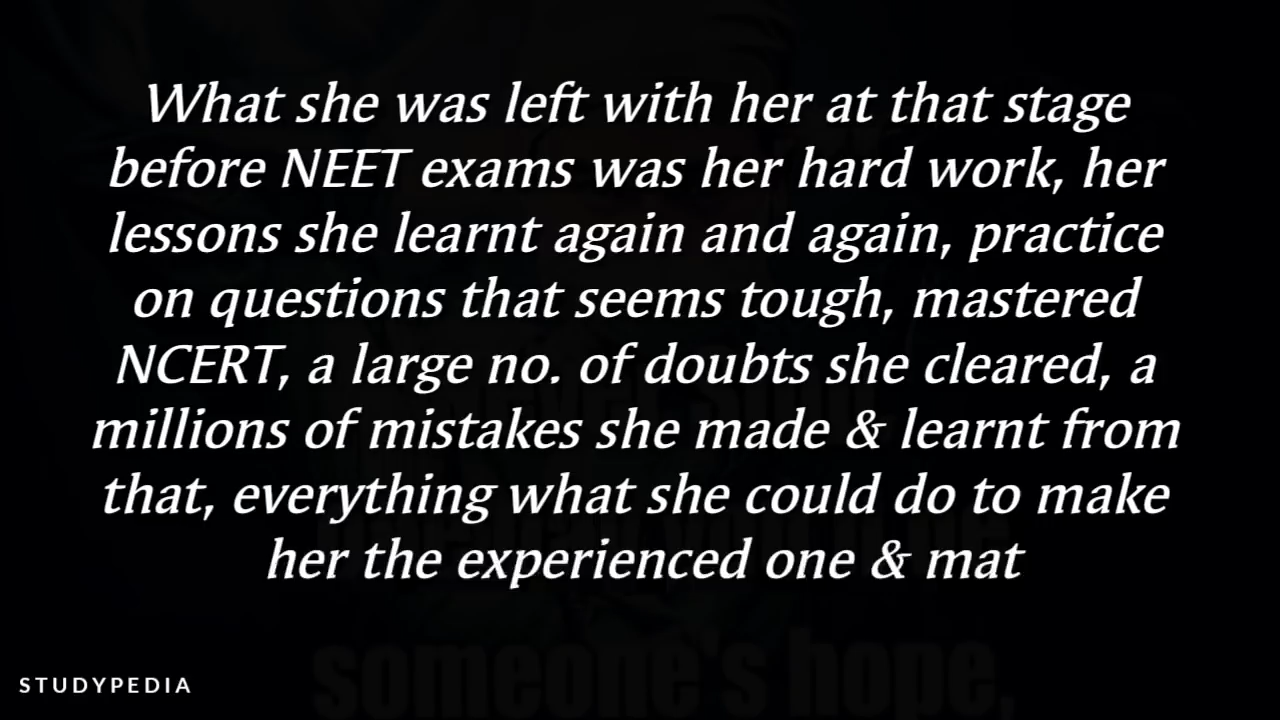 What she was left with her at that stage
before NEET exams was her hard work, her
lessons she learnt again and again, practice
on questions that seems tough, mastered
NCERT, a large no. of doubts she cleared, a
millions of mistakes she made & learnt from
that, everything what she could do to make
her the experienced one & mat
someone's hope,
STUDYPEDIA